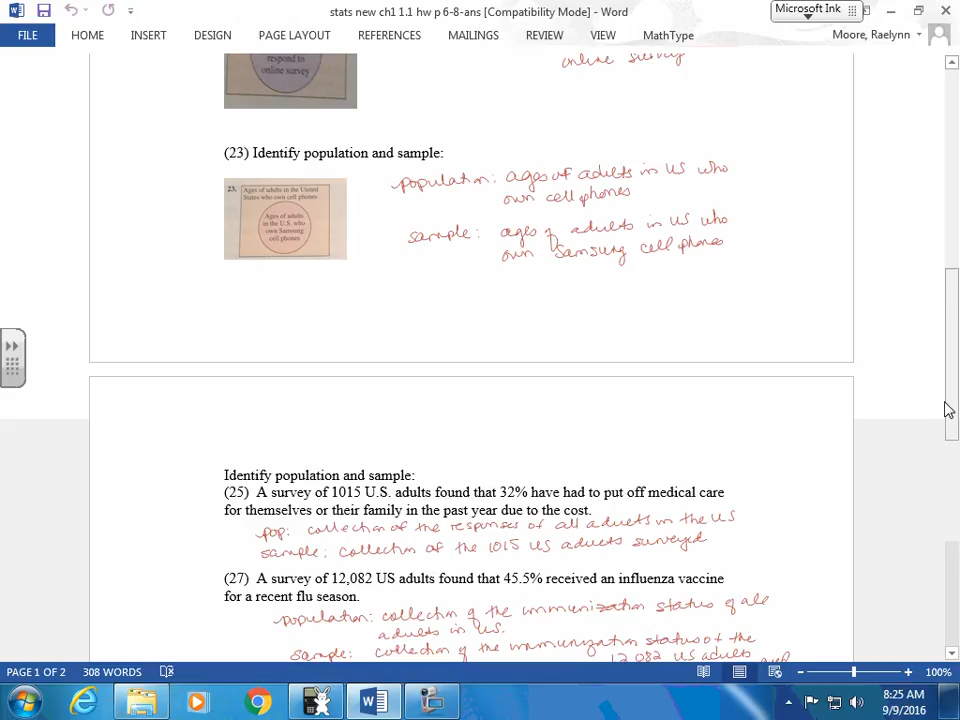 stats new ch1 1.1 hw p 6-8-ans [Compatibility Mode] - Word
Microsoft Ink
FILE HOME INSERT DESIGN PAGE LAYOUT REFERENCES MAILINGS REVIEW VIEW MathType Moore, Raelynn
respond to
online survey
online survey
(23) Identify population and sample:
23. Ages of adults in the United
States who own cell phones
Ages of adults
in the U.S. who
own Samsung
cell phones
population: ages of adults in US who
own cell phones
sample: ages of adults in US who
own Samsung cell phones
Identify population and sample:
(25) A survey of 1015 U.S. adults found that 32% have had to put off medical care
for themselves or their family in the past year due to the cost.
pop: collection of the responses of all adults in the US
sample: collection of the 1015 US adults surveyed
(27) A survey of 12,082 US adults found that 45.5% received an influenza vaccine
for a recent flu season.
population: collection of the immunization status of all
adults in US.
sample: collection of the immunization status of the
12,082 US adults
PAGE 1 OF 2 308 WORDS 100%
8:25 AM
9/9/2016